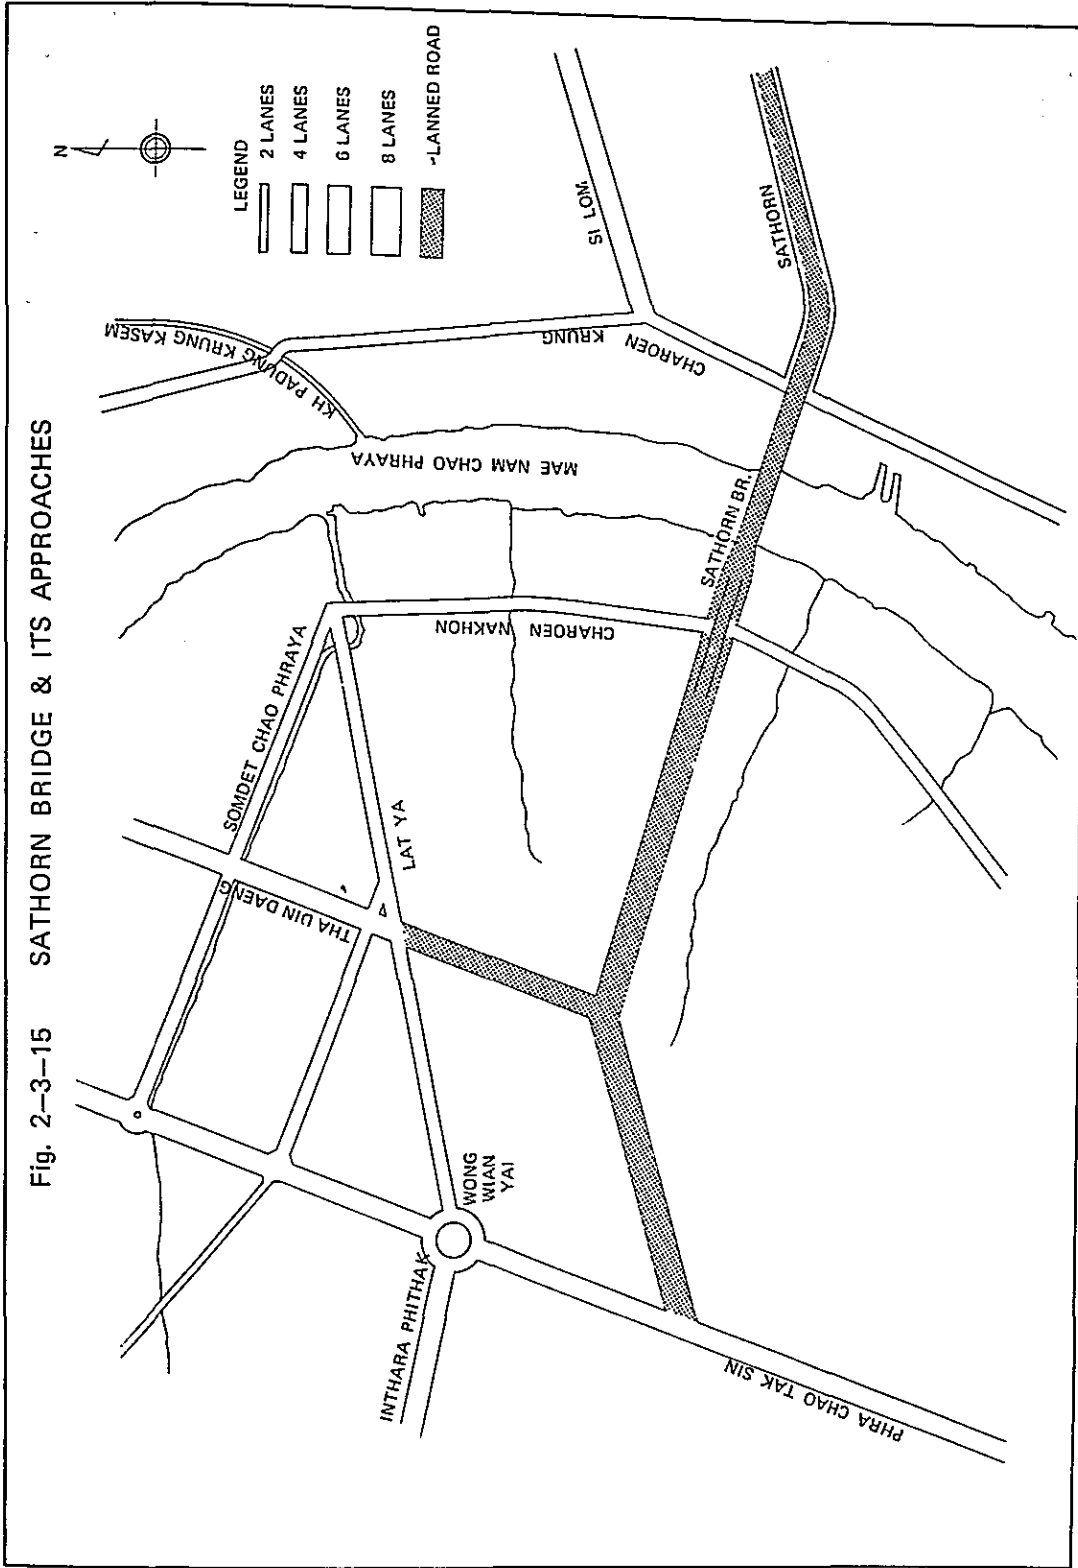 Fig. 2–3–15 SATHORN BRIDGE & ITS APPROACHES
N
LEGEND
2 LANES
4 LANES
6 LANES
8 LANES
LANNED ROAD
KH PADUNG KRUNG KASEM
MAE NAM CHAO PHRAYA
SI LOM
CHAROEN KRUNG
SATHORN
SATHORN BR.
SOMDET CHAO PHRAYA
CHAROEN NAKHON
LAT YA
THA DIN DAENG
WONG
WIAN
YAI
INTHARA PHITHAK
PHRA CHAO TAK SIN